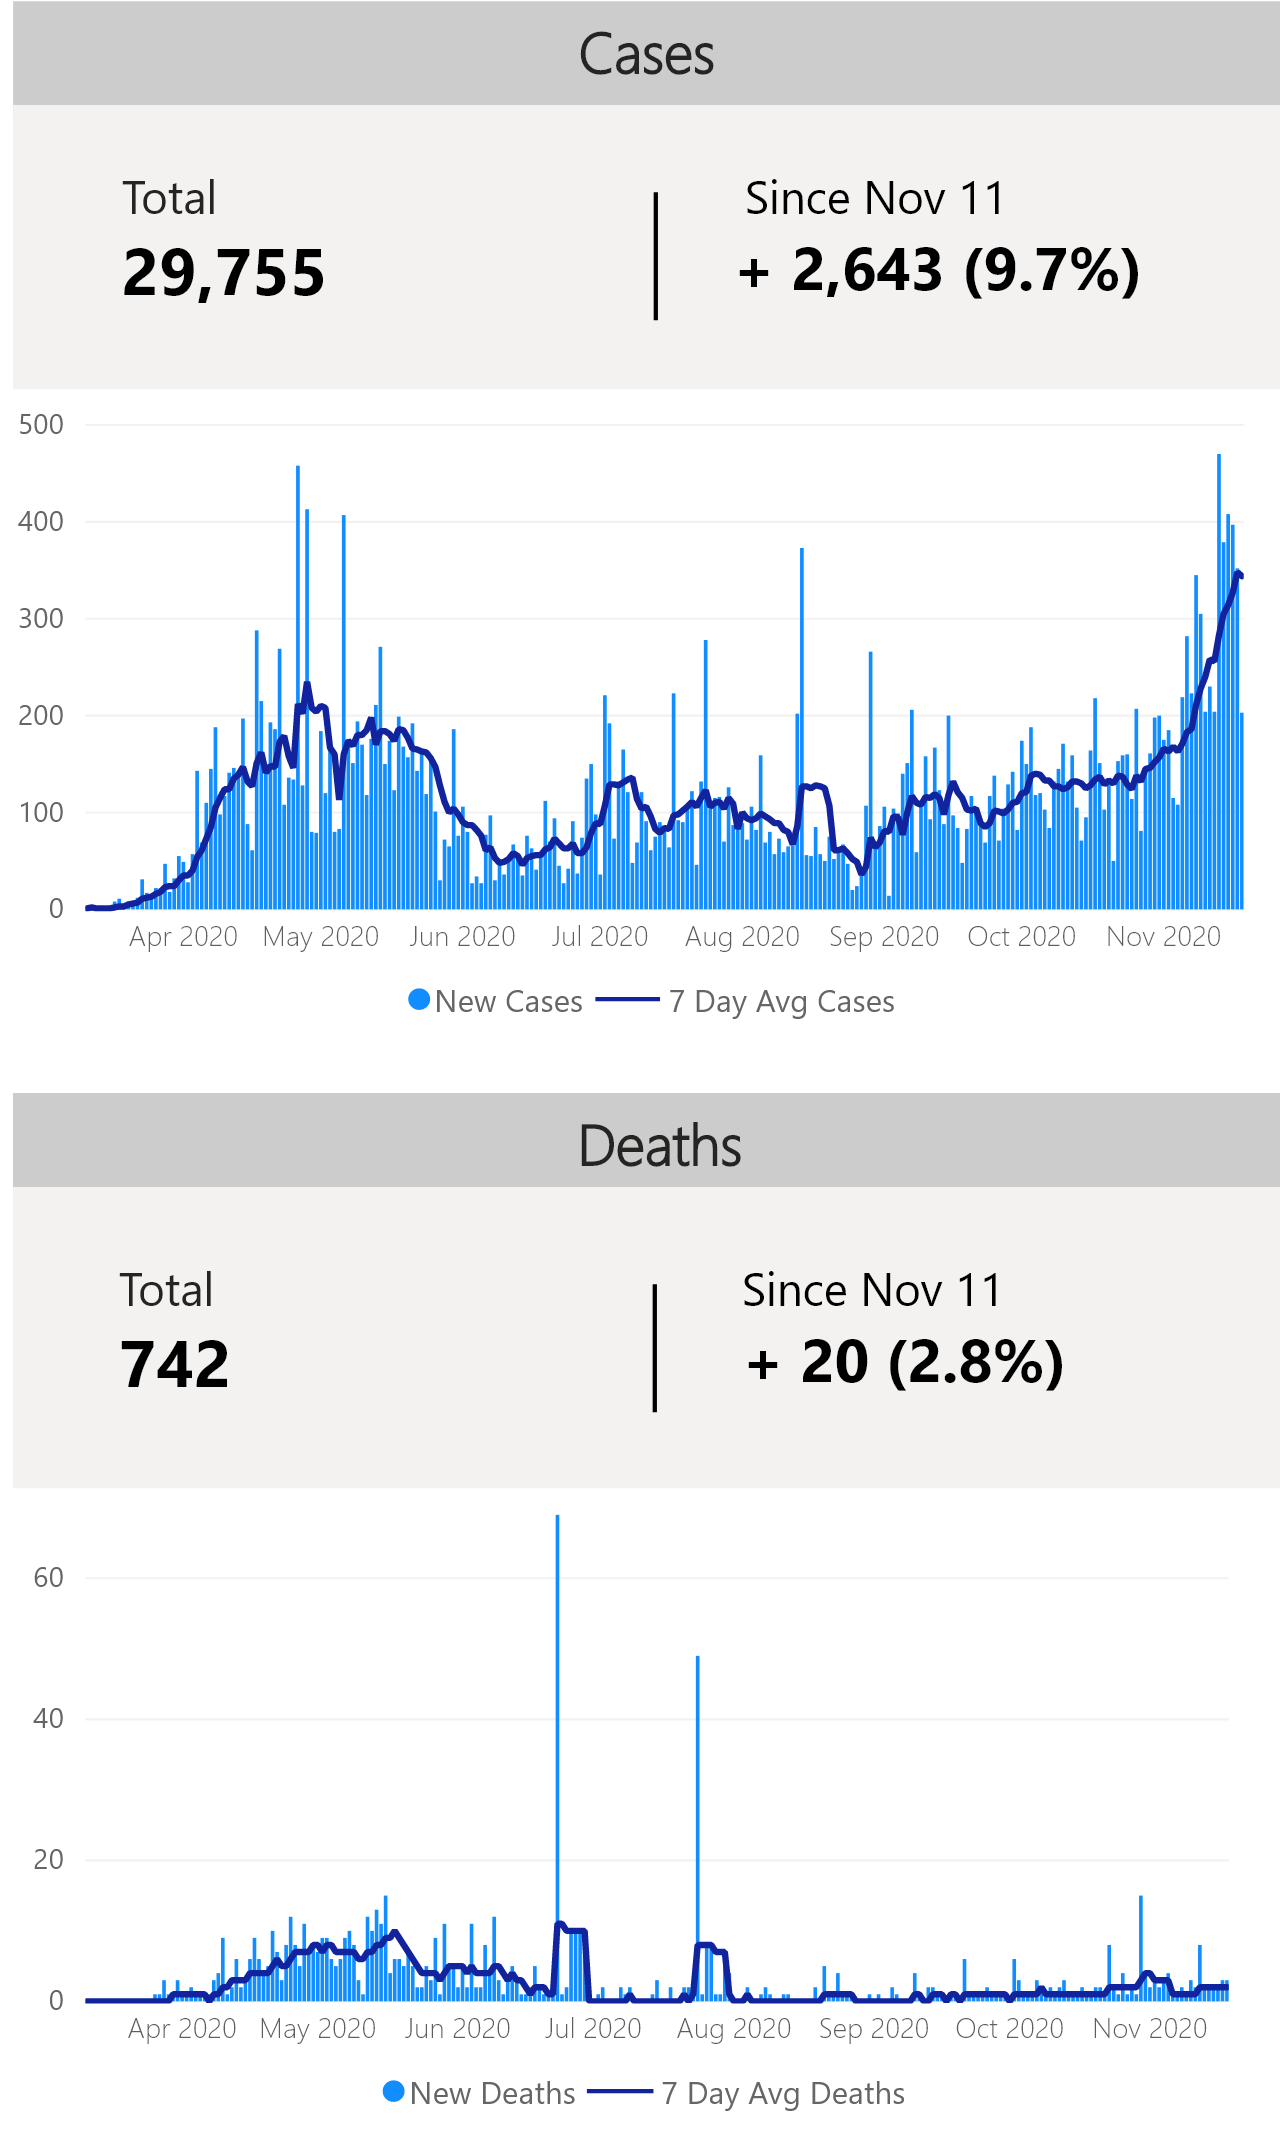 Cases
Total
Since Nov 11
29,755
+ 2,643 (9.7%)
500
400
300
200
100
0
Apr 2020 May 2020 Jun 2020 Jul 2020 Aug 2020 Sep 2020 Oct 2020 Nov 2020
New Cases 7 Day Avg Cases
Deaths
Total
Since Nov 11
742
+ 20 (2.8%)
60
40
20
0
Apr 2020 May 2020 Jun 2020 Jul 2020 Aug 2020 Sep 2020 Oct 2020 Nov 2020
New Deaths 7 Day Avg Deaths